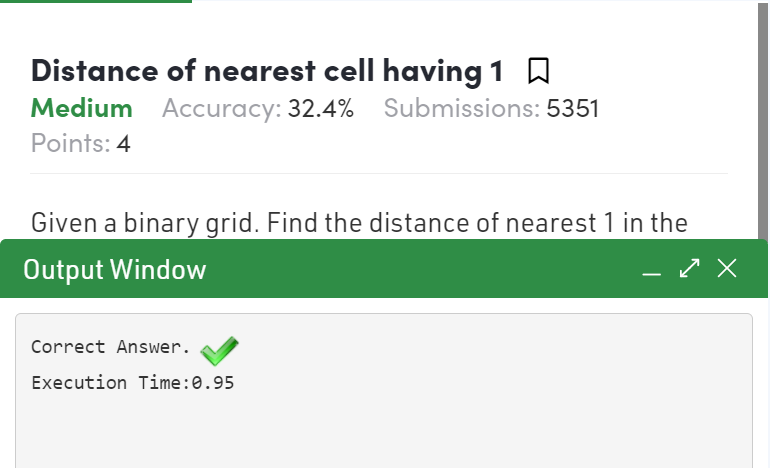 Distance of nearest cell having 1
Medium Accuracy: 32.4% Submissions: 5351
Points: 4
Given a binary grid. Find the distance of nearest 1 in the
Output Window
Correct Answer.
Execution Time:0.95